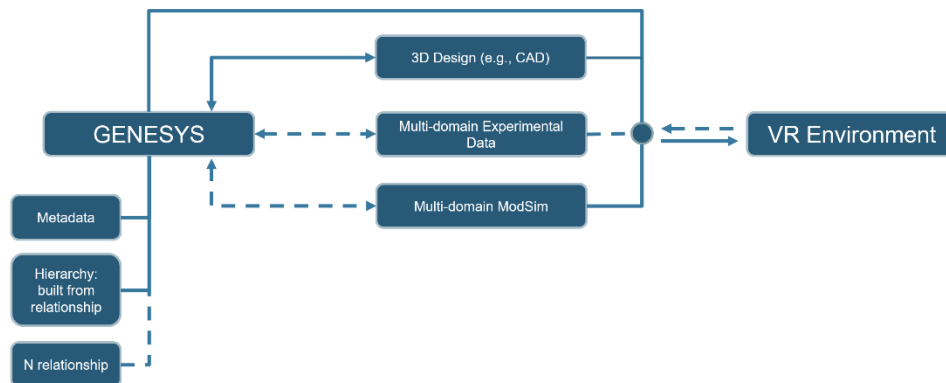 3D Design (e.g., CAD)
GENESYS
Multi-domain Experimental
Data
VR Environment
Multi-domain ModSim
Metadata
Hierarchy:
built from
relationship
N relationship